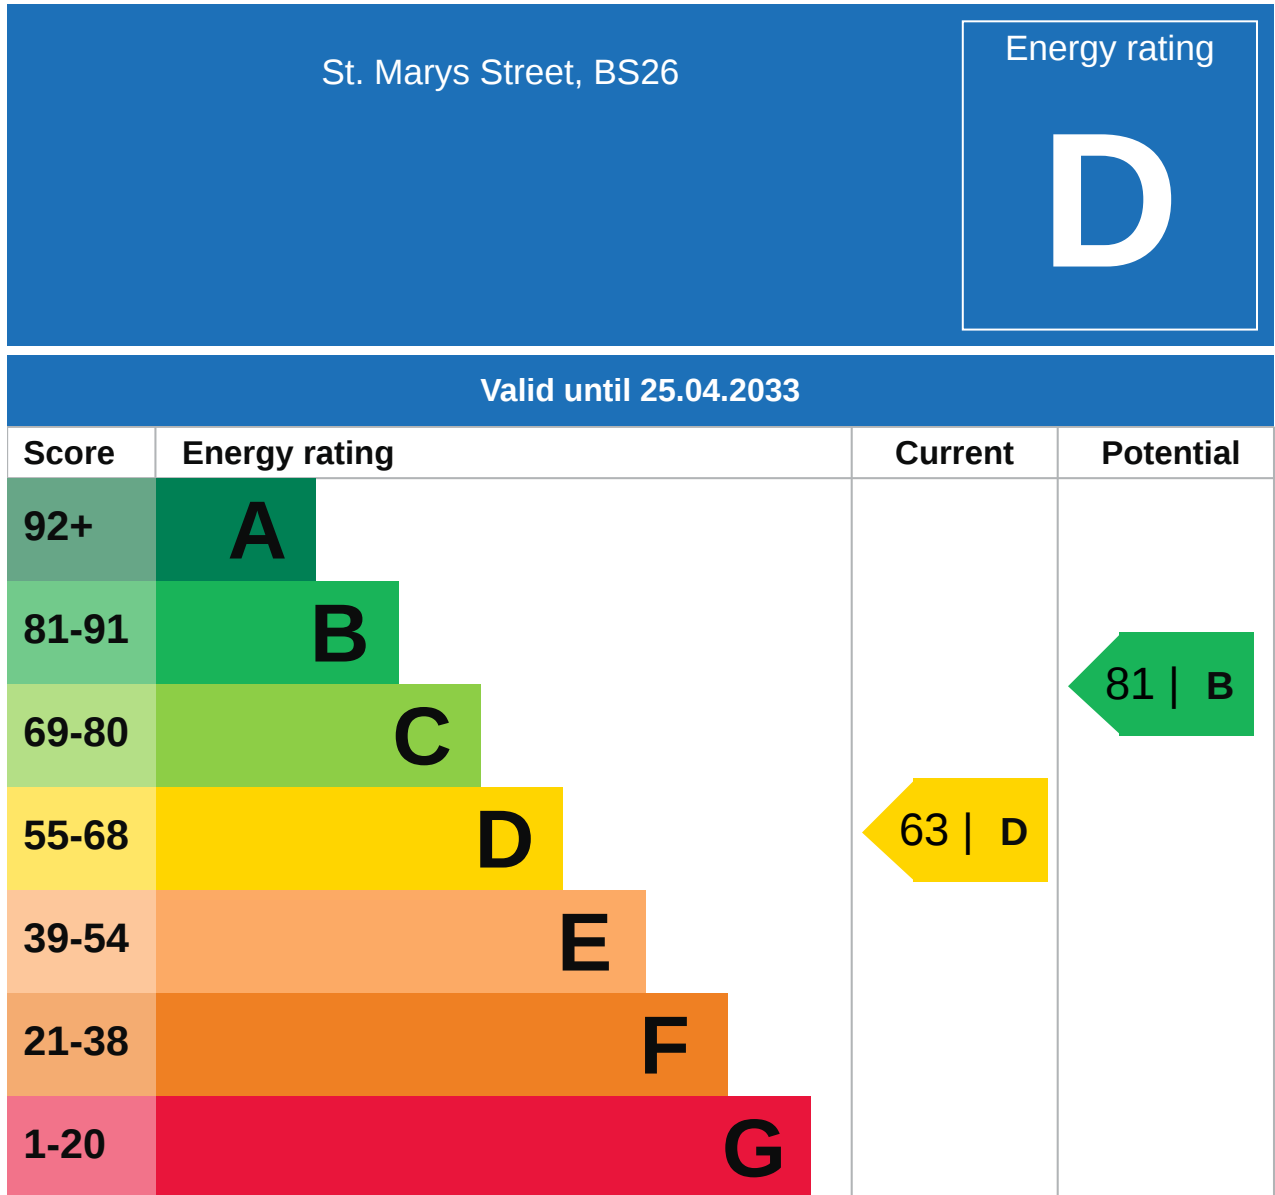 St. Marys Street, BS26
Energy rating
D
Valid until 25.04.2033
Score Energy rating Current Potential
92+ A
81-91 B
81 | B
69-80 C
55-68 D
63 | D
39-54 E
21-38 F
1-20 G